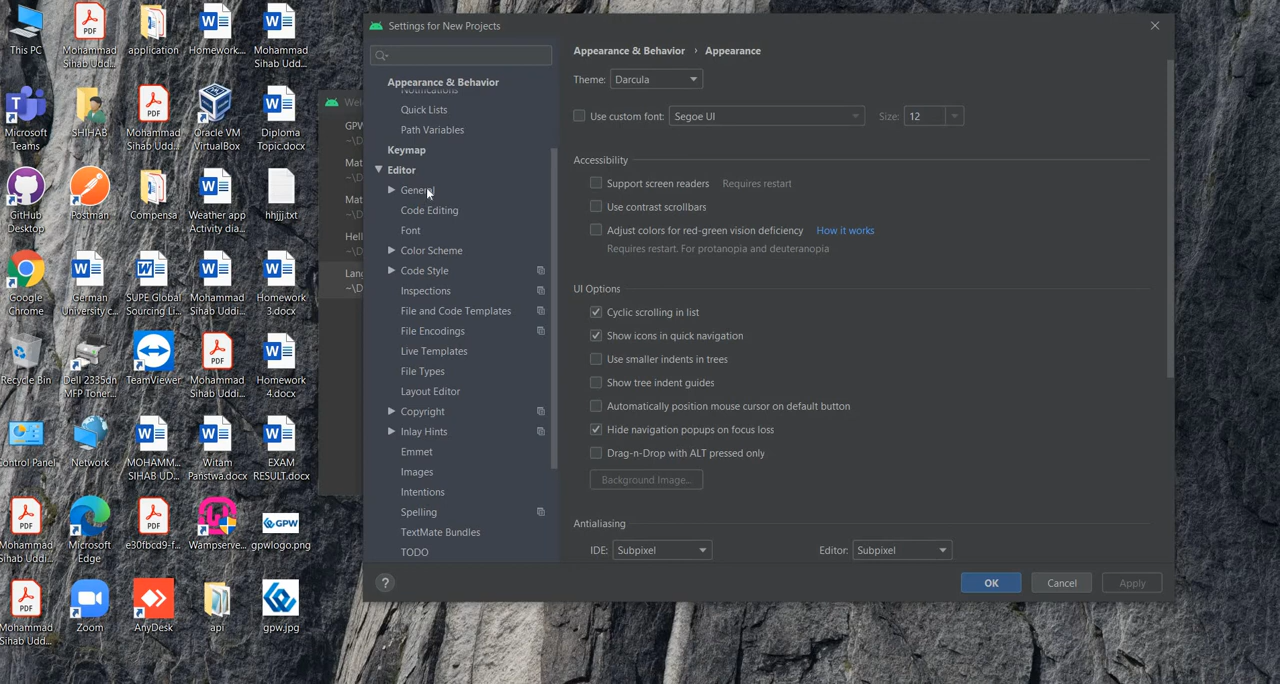 This PC
Mohammad
Sihab Udd...
application
Homework....
Mohammad
Sihab Udd...
Microsoft
Teams
SHIHAB
Mohammad
Sihab Udd...
Oracle VM
VirtualBox
Diploma
Topic.docx
GitHub
Desktop
Postman
Compensa
Weather app
Activity dia...
hhjjj.txt
Google
Chrome
German
University c...
SUPE Global
Sourcing Li...
Mohammad
Sihab Udd...
Homework
3.docx
Recycle Bin
Dell 2335dn
MFP Toner...
TeamViewer
Mohammad
Sihab Uddi...
Homework
4.docx
Control Panel
Network
MOHAMM...
SIHAB UD...
Witam
Panstwa.docx
EXAM
RESULT.docx
Mohammad
Sihab Uddi...
Microsoft
Edge
e30fbcd9-f...
Wampserve...
GPW
gpwlogo.png
Mohammad
Sihab Udd...
Zoom
AnyDesk
api
gpw.jpg
Wel
GPW
~\D
Mat
~\D
Mat
~\D
Hell
~\D
Lan
~\D
Settings for New Projects
Appearance & Behavior
Notifications
Quick Lists
Path Variables
Keymap
Editor
General
Code Editing
Font
Color Scheme
Code Style
Inspections
File and Code Templates
File Encodings
Live Templates
File Types
Layout Editor
Copyright
Inlay Hints
Emmet
Images
Intentions
Spelling
TextMate Bundles
TODO
Appearance & Behavior › Appearance
Theme: Darcula
Use custom font: Segoe UI Size: 12
Accessibility
Support screen readers Requires restart
Use contrast scrollbars
Adjust colors for red-green vision deficiency How it works
Requires restart. For protanopia and deuteranopia
UI Options
Cyclic scrolling in list
Show icons in quick navigation
Use smaller indents in trees
Show tree indent guides
Automatically position mouse cursor on default button
Hide navigation popups on focus loss
Drag-n-Drop with ALT pressed only
Background Image...
Antialiasing
IDE: Subpixel Editor: Subpixel
?
OK
Cancel
Apply